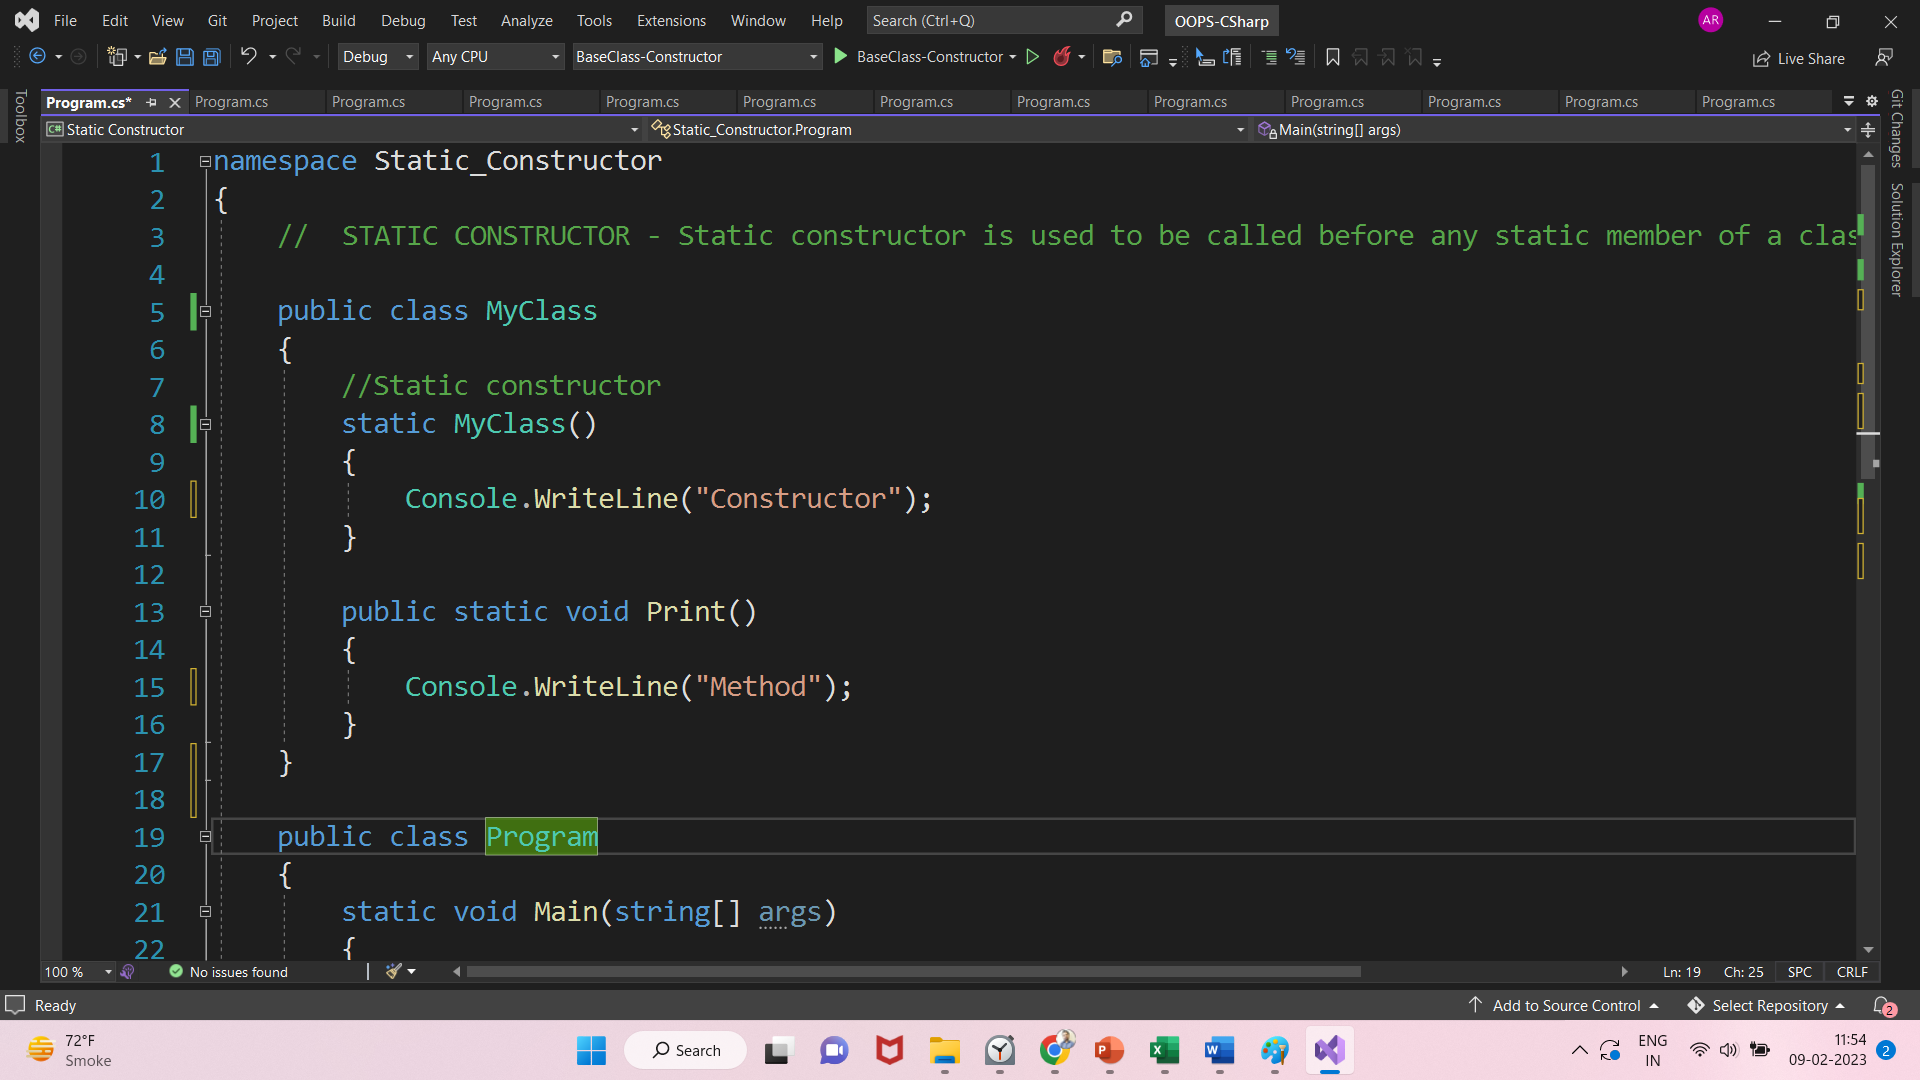 File Edit View Git Project Build Debug Test Analyze Tools Extensions Window Help Search (Ctrl+Q) OOPS-CSharp AR
Debug Any CPU BaseClass-Constructor BaseClass-Constructor Live Share
Program.cs* Program.cs Program.cs Program.cs Program.cs Program.cs Program.cs Program.cs Program.cs Program.cs Program.cs Program.cs Program.cs
Static Constructor Static_Constructor.Program Main(string[] args)
Toolbox
Git Changes
Solution Explorer
1 namespace Static_Constructor
2 {
3 // STATIC CONSTRUCTOR - Static constructor is used to be called before any static member of a clas
4
5 public class MyClass
6 {
7 //Static constructor
8 static MyClass()
9 {
10 Console.WriteLine("Constructor");
11 }
12
13 public static void Print()
14 {
15 Console.WriteLine("Method");
16 }
17 }
18
19 public class Program
20 {
21 static void Main(string[] args)
22 {
100 % No issues found Ln: 19 Ch: 25 SPC CRLF
Ready Add to Source Control Select Repository 2
72°F
Smoke
Search
ENG
IN
11:54
09-02-2023
2